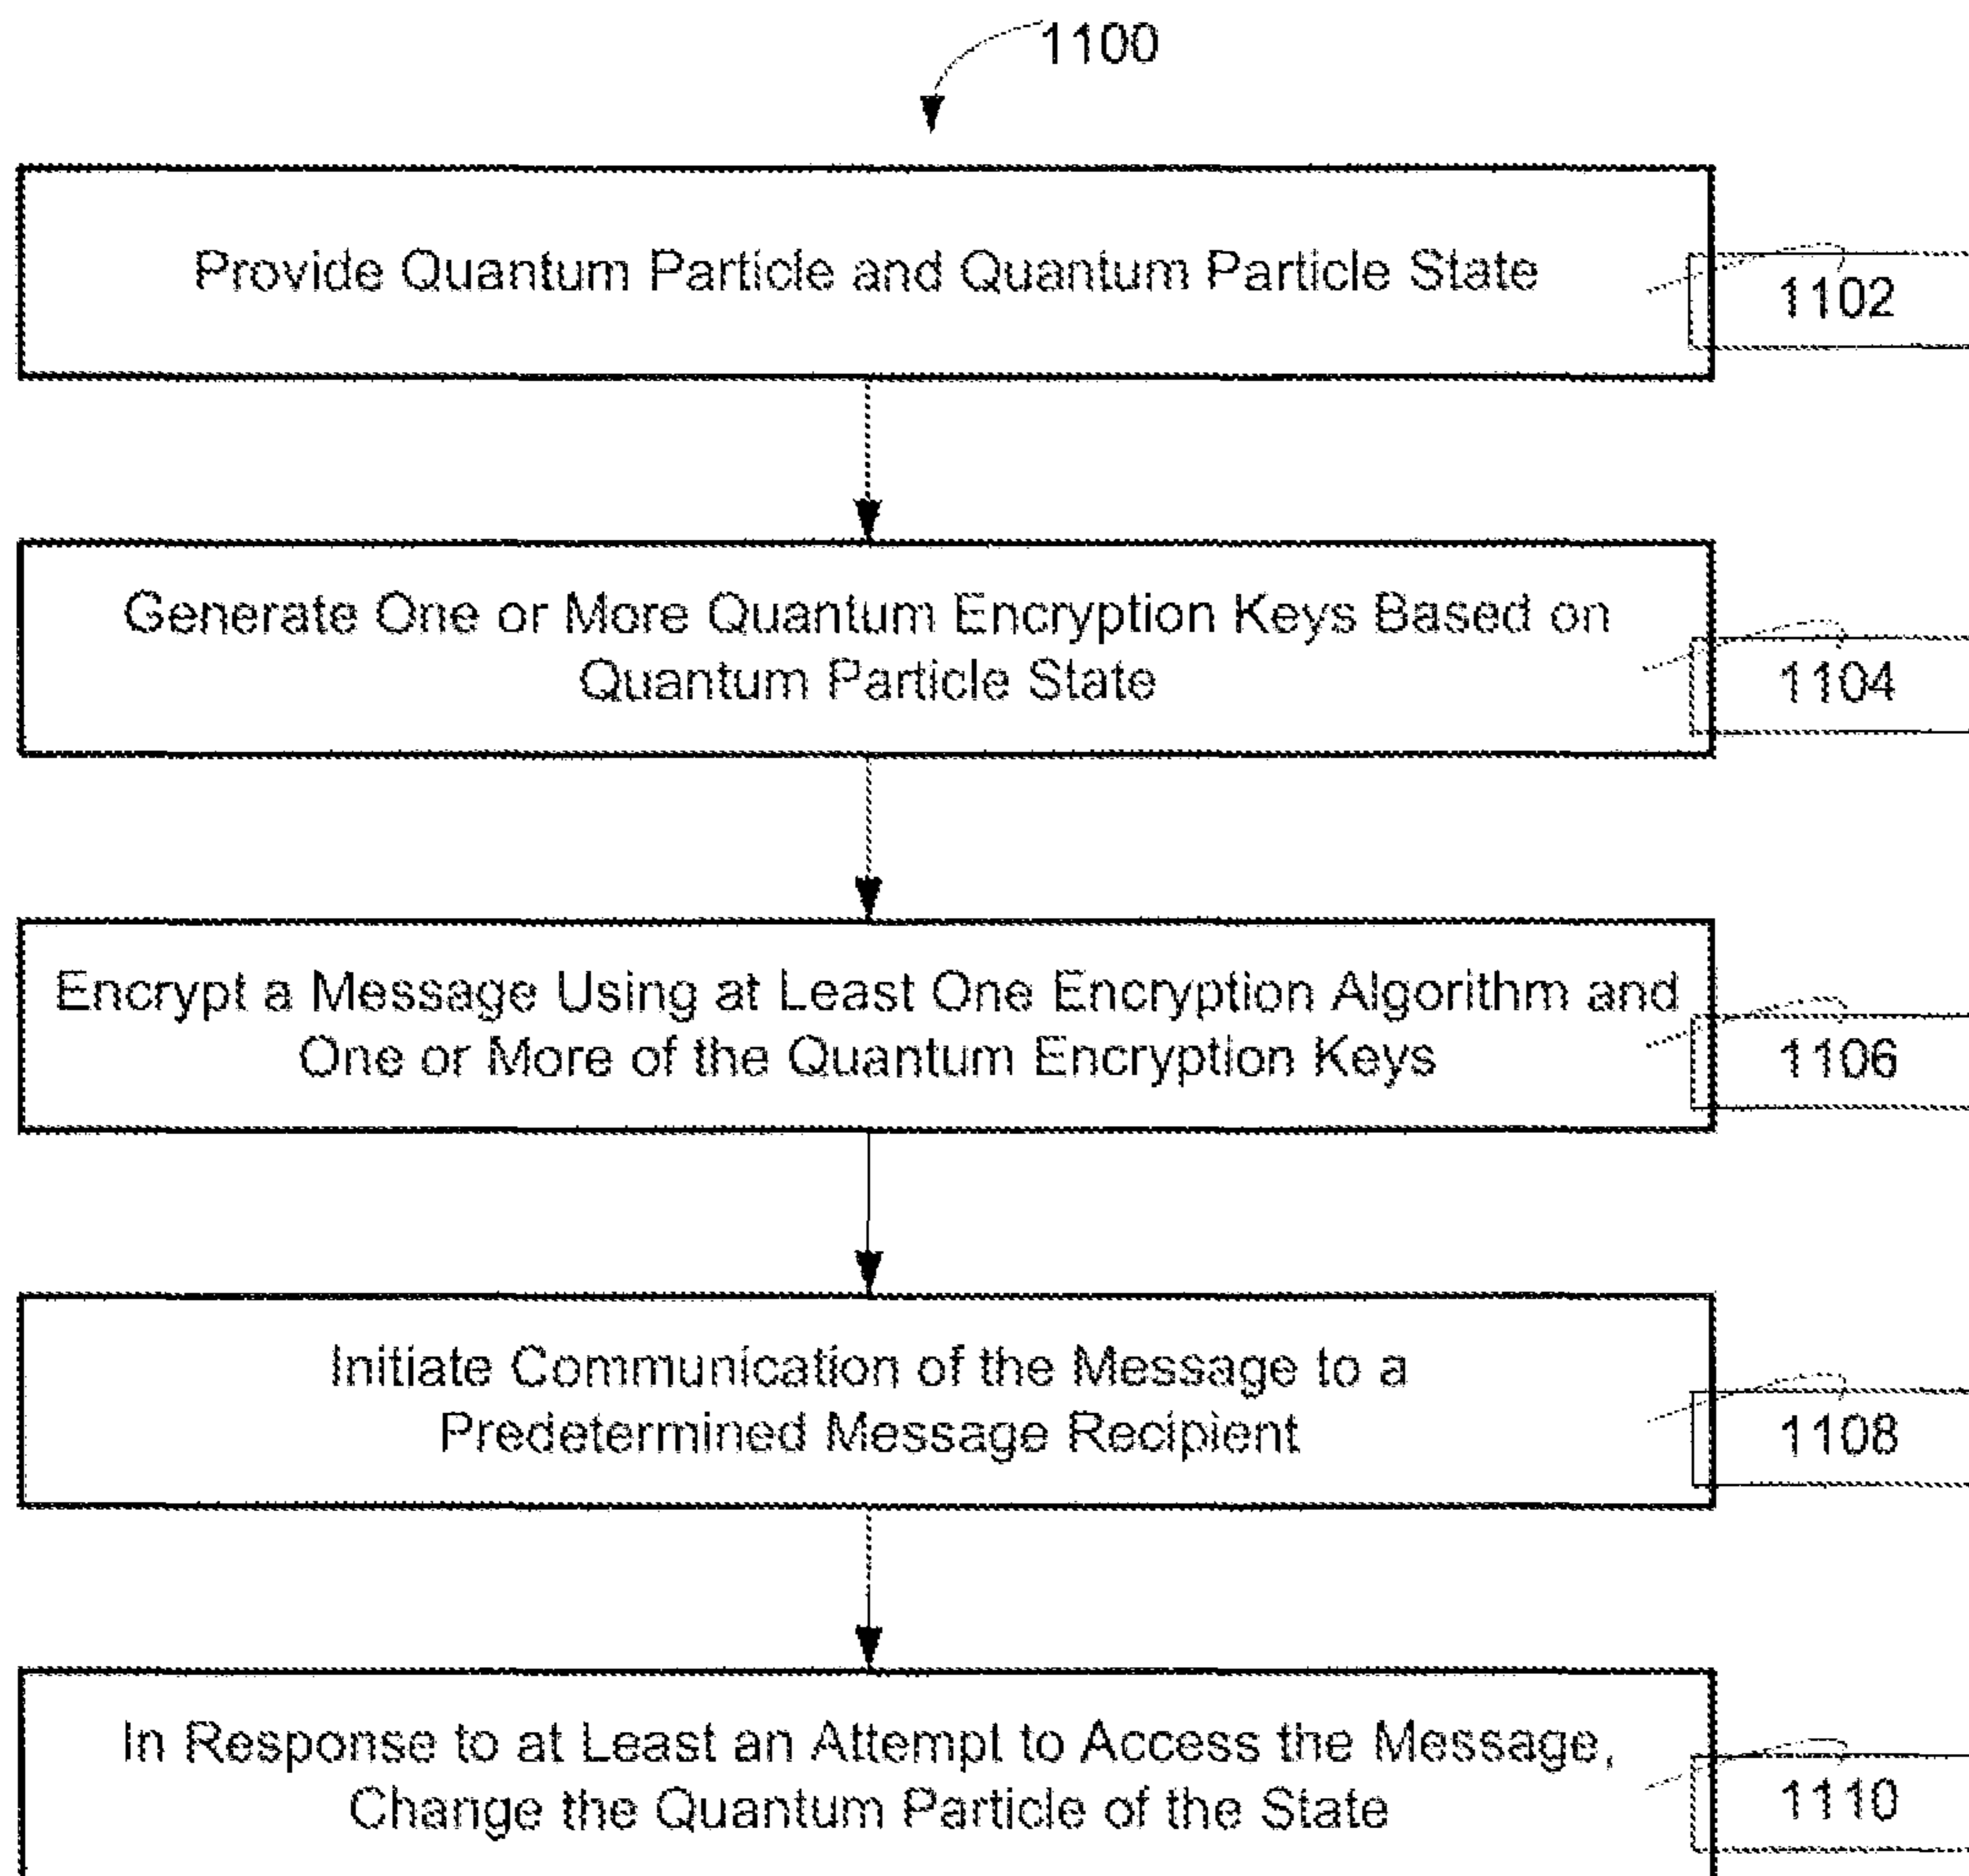 1100
Provide Quantum Particle and Quantum Particle State
1102
Generate One or More Quantum Encryption Keys Based on
Quantum Particle State
1104
Encrypt a Message Using at Least One Encryption Algorithm and
One or More of the Quantum Encryption Keys
1106
Initiate Communication of the Message to a
Predetermined Message Recipient
1108
In Response to at Least an Attempt to Access the Message,
Change the Quantum Particle of the State
1110